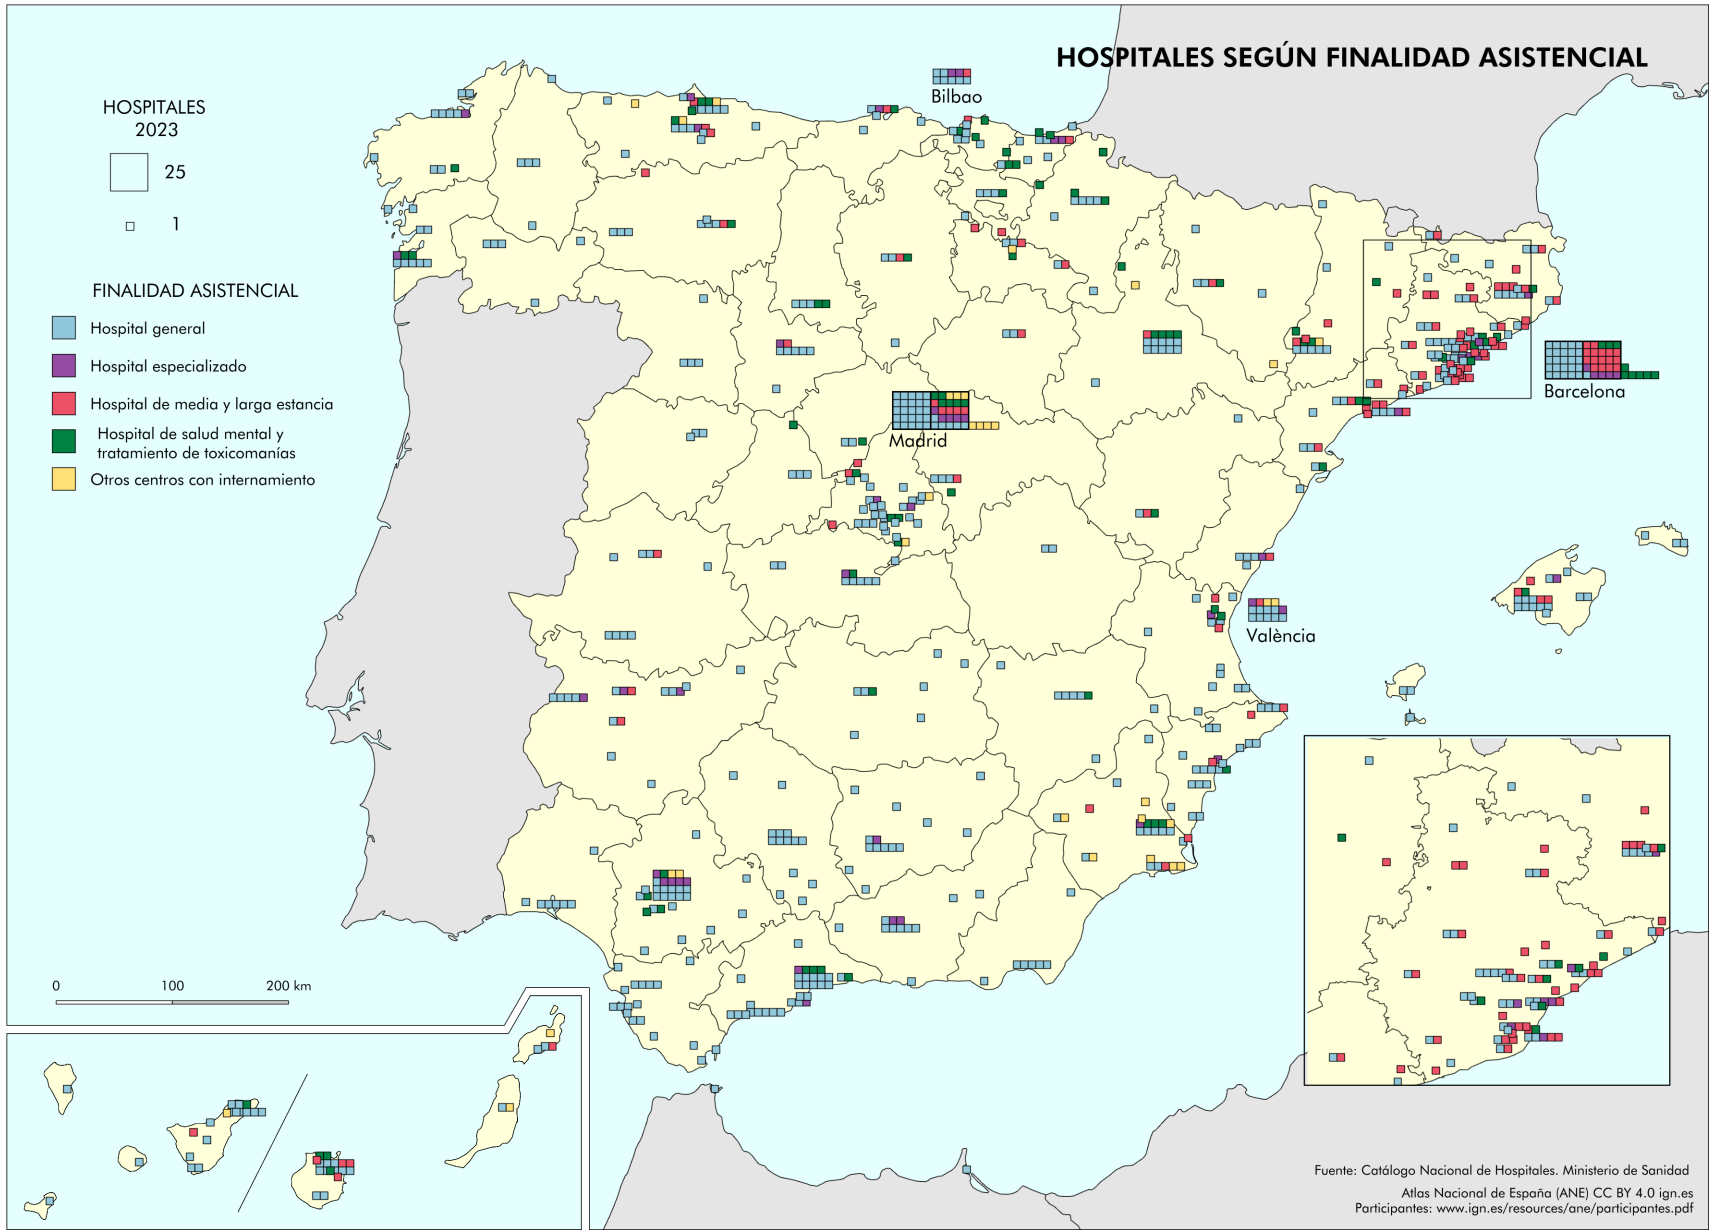 HOSPITALES SEGÚN FINALIDAD ASISTENCIAL
HOSPITALES
2023
25
1
FINALIDAD ASISTENCIAL
Hospital general
Hospital especializado
Hospital de media y larga estancia
Hospital de salud mental y
tratamiento de toxicomanías
Otros centros con internamiento
Bilbao
Barcelona
Madrid
València
0 100 200 km
Fuente: Catálogo Nacional de Hospitales. Ministerio de Sanidad
Atlas Nacional de España (ANE) CC BY 4.0 ign.es
Participantes: www.ign.es/resources/ane/participantes.pdf